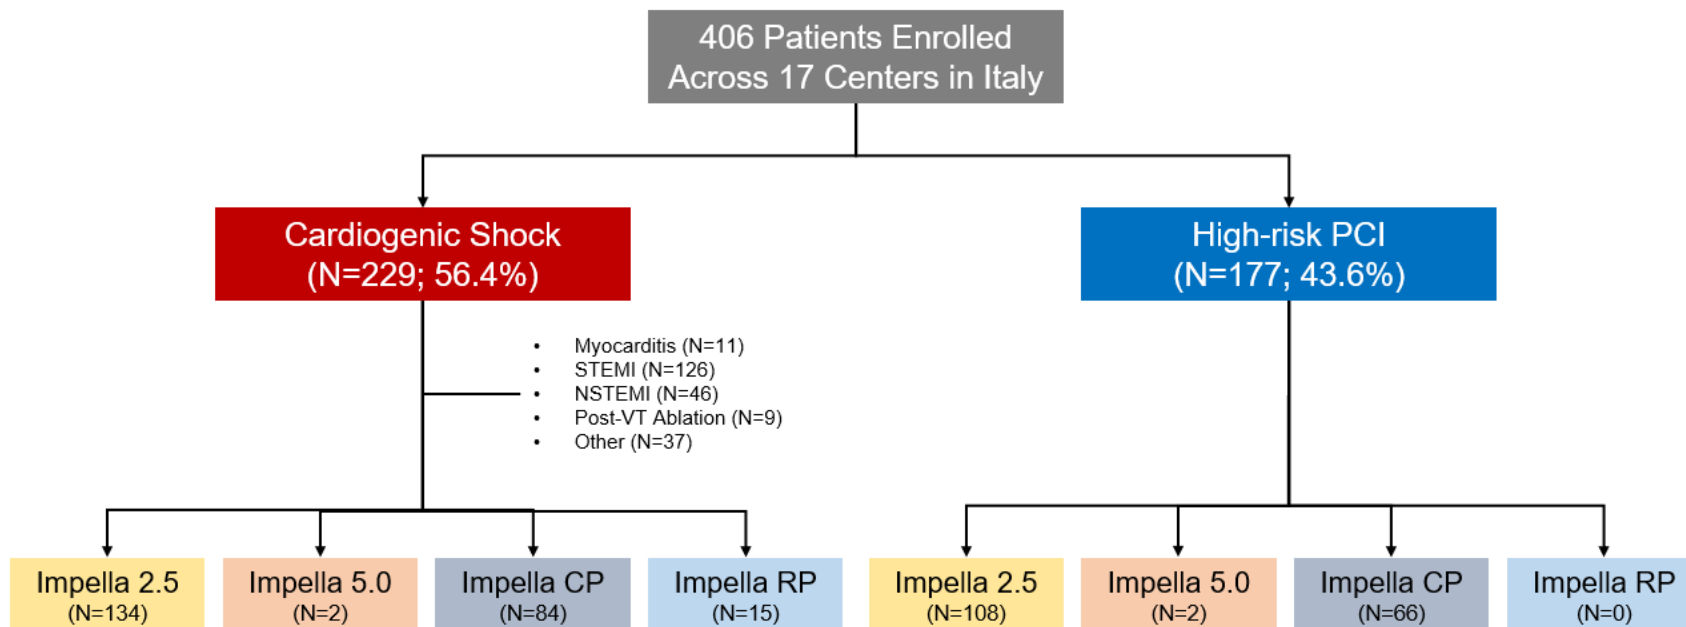 406 Patients Enrolled
Across 17 Centers in Italy
Cardiogenic Shock
(N=229; 56.4%)
High-risk PCI
(N=177; 43.6%)
• Myocarditis (N=11)
• STEMI (N=126)
• NSTEMI (N=46)
• Post-VT Ablation (N=9)
• Other (N=37)
Impella 2.5
(N=134)
Impella 5.0
(N=2)
Impella CP
(N=84)
Impella RP
(N=15)
Impella 2.5
(N=108)
Impella 5.0
(N=2)
Impella CP
(N=66)
Impella RP
(N=0)